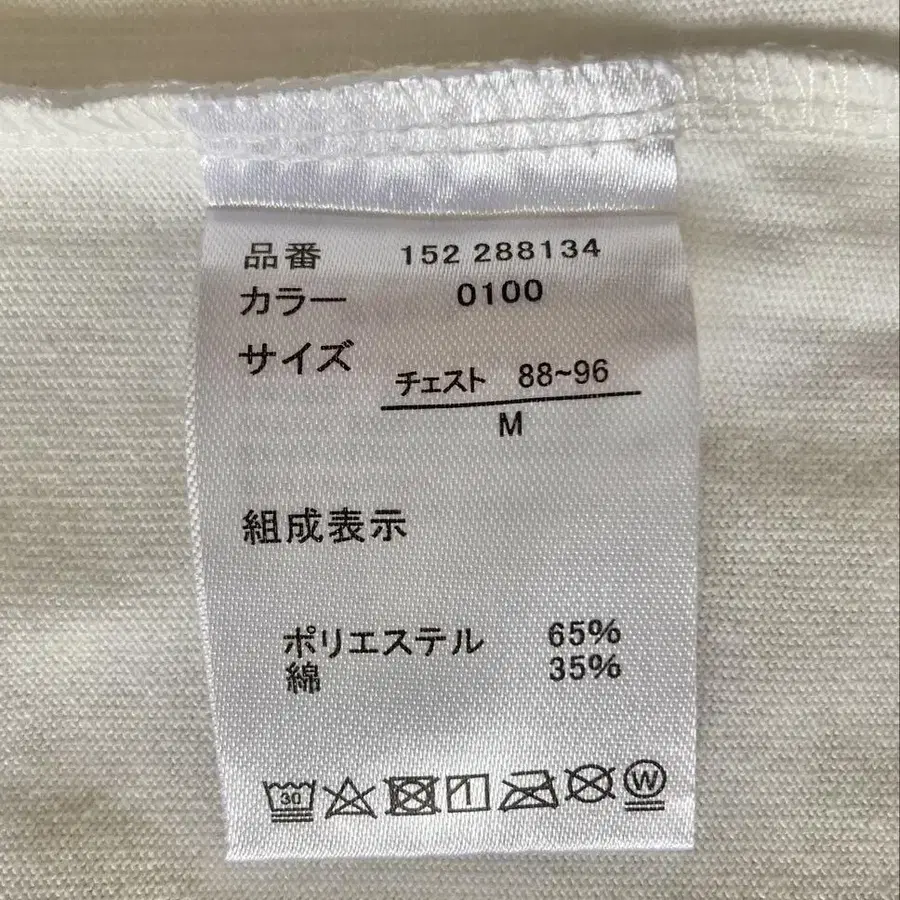 品番 152 288134
カラー 0100
サイズ
チェスト 88~96
M
組成表示
ポリエステル 65%
綿 35%
30 W